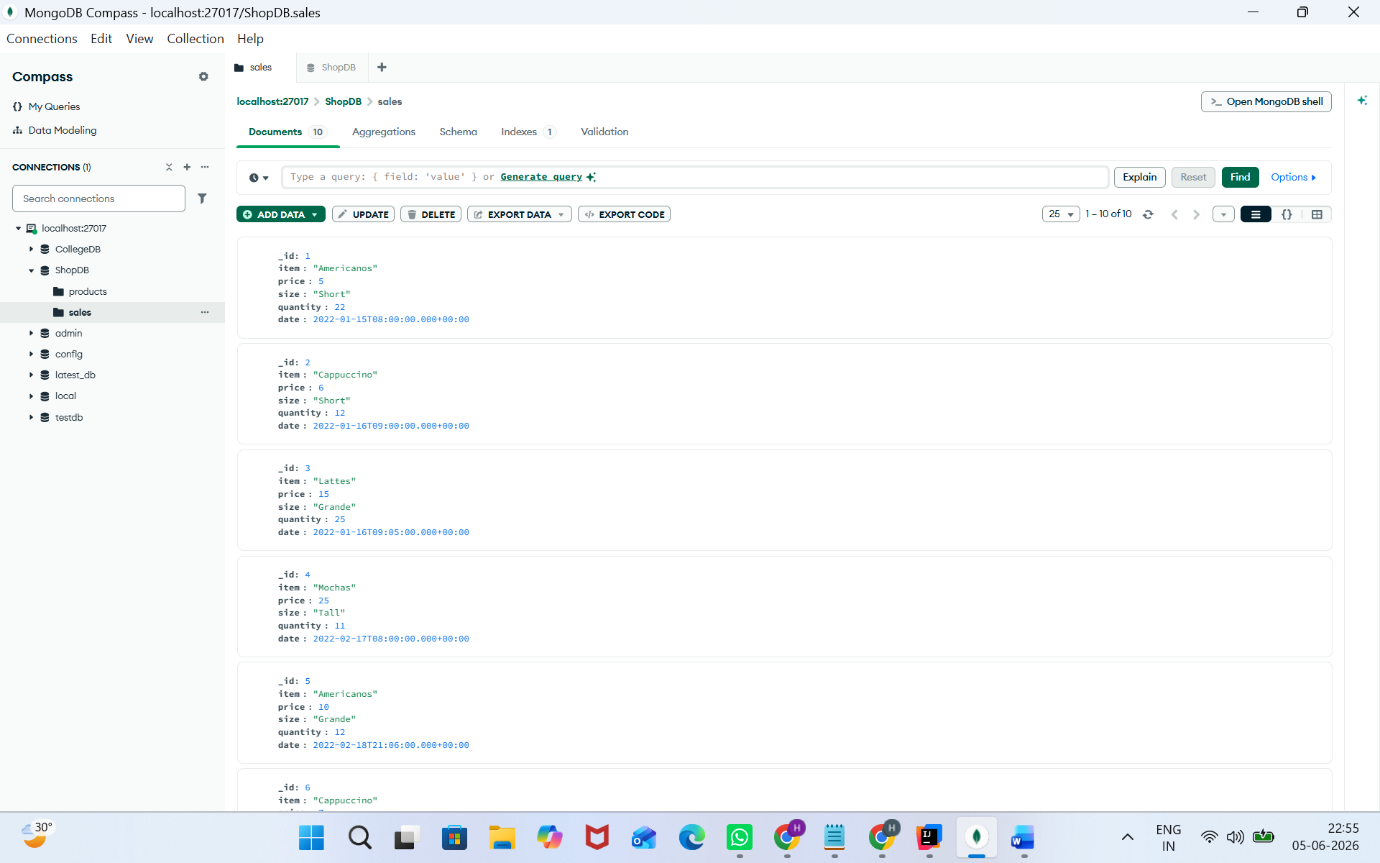 MongoDB Compass - localhost:27017/ShopDB.sales
Connections Edit View Collection Help
Compass
My Queries
Data Modeling
CONNECTIONS (1)
Search connections
localhost:27017
CollegeDB
ShopDB
products
sales
admin
config
latest_db
local
testdb
sales ShopDB
localhost:27017 > ShopDB > sales
>_ Open MongoDB shell
Documents 10 Aggregations Schema Indexes 1 Validation
Type a query: { field: 'value' } or Generate query
Explain Reset Find Options
ADD DATA UPDATE DELETE EXPORT DATA EXPORT CODE
25 1 – 10 of 10 {}
_id: 1
item : "Americanos"
price : 5
size : "Short"
quantity : 22
date : 2022-01-15T08:00:00.000+00:00
_id: 2
item : "Cappuccino"
price : 6
size : "Short"
quantity : 12
date : 2022-01-16T09:00:00.000+00:00
_id: 3
item : "Lattes"
price : 15
size : "Grande"
quantity : 25
date : 2022-01-16T09:05:00.000+00:00
_id: 4
item : "Mochas"
price : 25
size : "Tall"
quantity : 11
date : 2022-02-17T08:00:00.000+00:00
_id: 5
item : "Americanos"
price : 10
size : "Grande"
quantity : 12
date : 2022-02-18T21:06:00.000+00:00
_id: 6
item : "Cappuccino"
30°
H
H
W
ENG
IN
22:55
05-06-2026